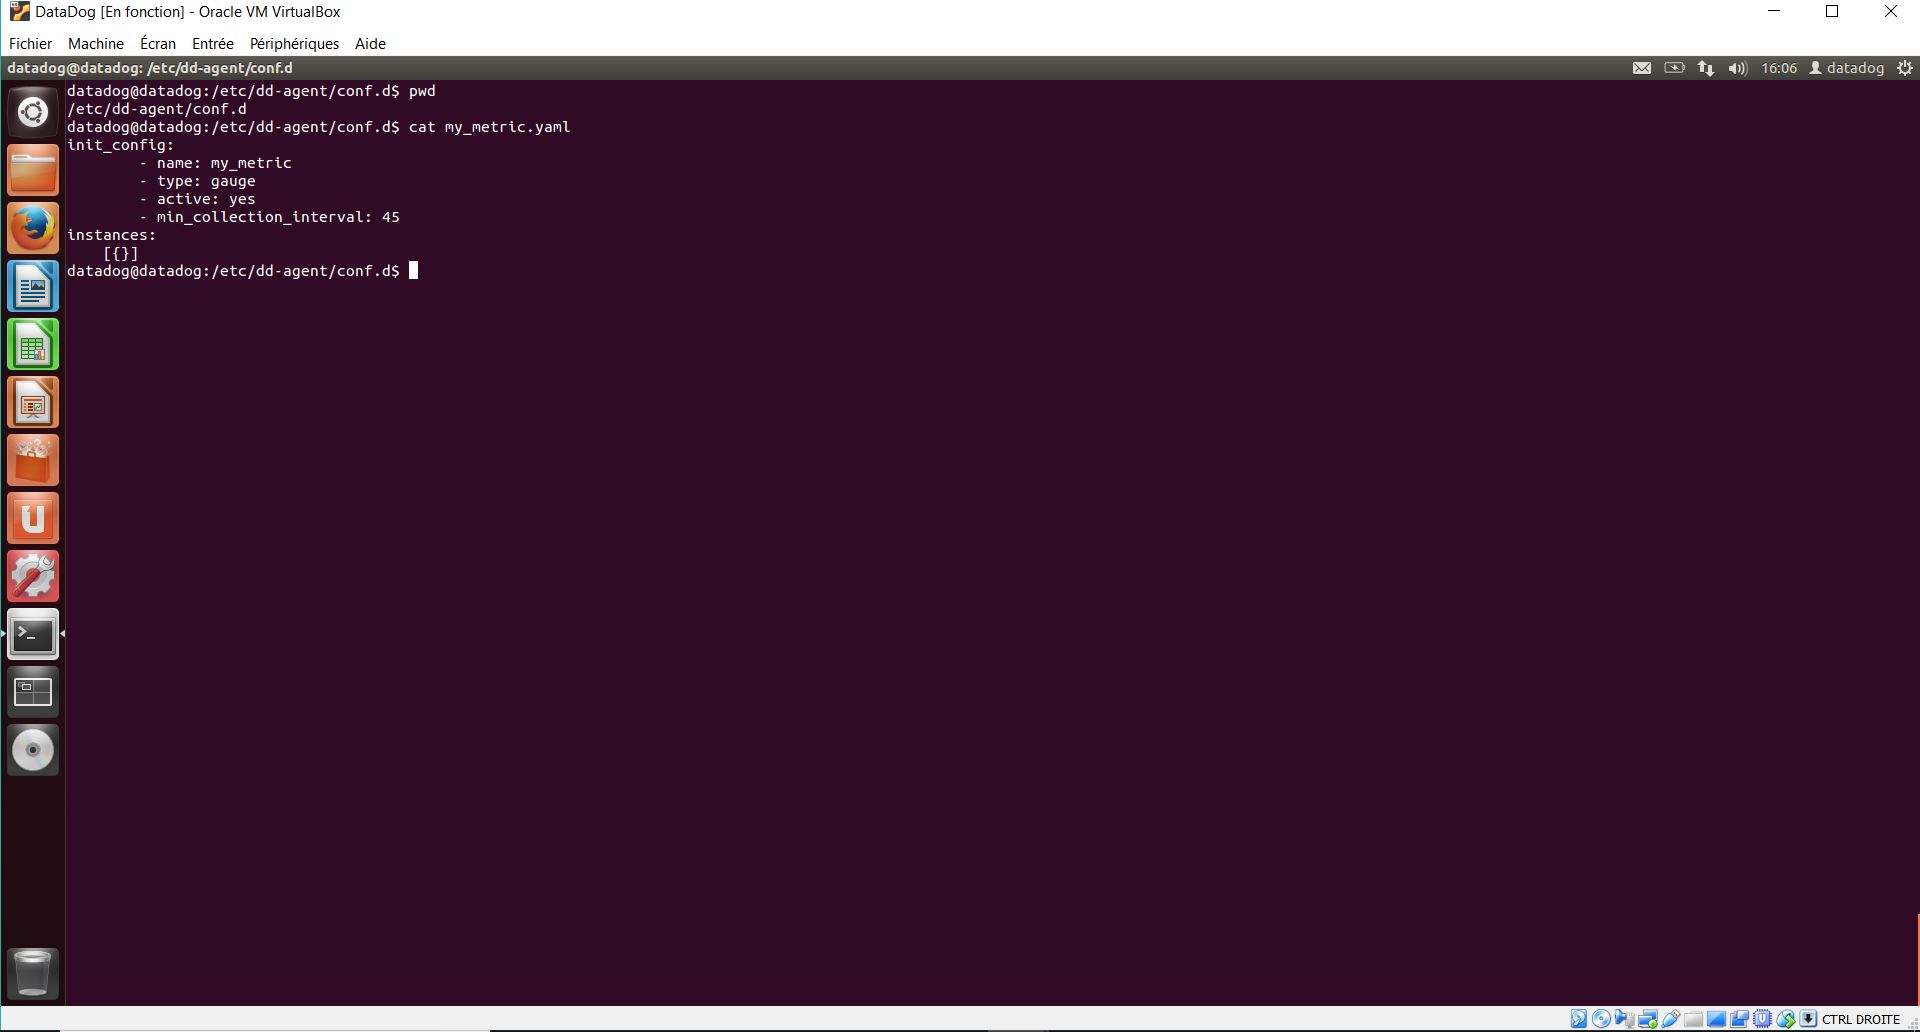 DataDog [En fonction] - Oracle VM VirtualBox
Fichier Machine Écran Entrée Périphériques Aide
datadog@datadog: /etc/dd-agent/conf.d 16:06 datadog
datadog@datadog:/etc/dd-agent/conf.d$ pwd
/etc/dd-agent/conf.d
datadog@datadog:/etc/dd-agent/conf.d$ cat my_metric.yaml
init_config:
        - name: my_metric
        - type: gauge
        - active: yes
        - min_collection_interval: 45
instances:
    [{}]
datadog@datadog:/etc/dd-agent/conf.d$
CTRL DROITE